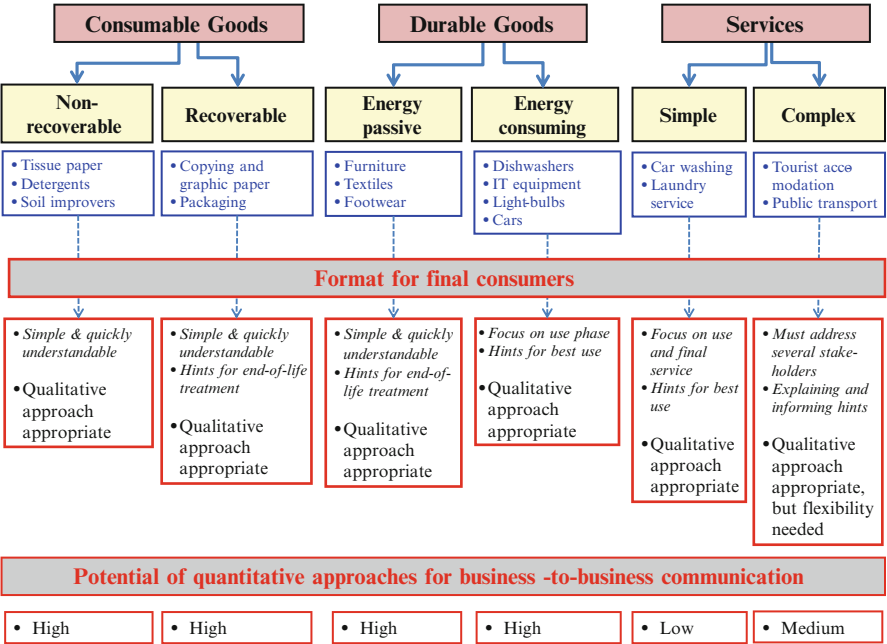 Consumable Goods
Durable Goods
Services
Non-
recoverable
Recoverable
Energy
passive
Energy
consuming
Simple
Complex
• Tissue paper
• Detergents
• Soil improvers
• Copying and
graphic paper
• Packaging
• Furniture
• Textiles
• Footwear
• Dishwashers
• IT equipment
• Light-bulbs
• Cars
• Car washing
• Laundry
service
• Tourist acco
modation
• Public transport
Format for final consumers
• Simple & quickly
understandable
• Qualitative
approach
appropriate
• Simple & quickly
understandable
• Hints for end-of-life
treatment
• Qualitative
approach
appropriate
• Simple & quickly
understandable
• Hints for end-of-
life treatment
• Qualitative
approach
appropriate
• Focus on use phase
• Hints for best use
• Qualitative
approach
appropriate
• Focus on use
and final
service
• Hints for best
use
• Qualitative
approach
appropriate
• Must address
several stake-
holders
• Explaining and
informing hints
• Qualitative
approach
appropriate,
but flexibility
needed
Potential of quantitative approaches for business -to-business communication
• High
• High
• High
• High
• Low
• Medium